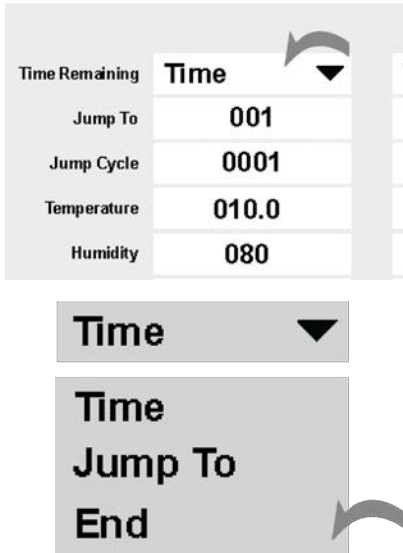 Time Remaining Time
Jump To 001
Jump Cycle 0001
Temperature 010.0
Humidity 080
Time
Time
Jump To
End